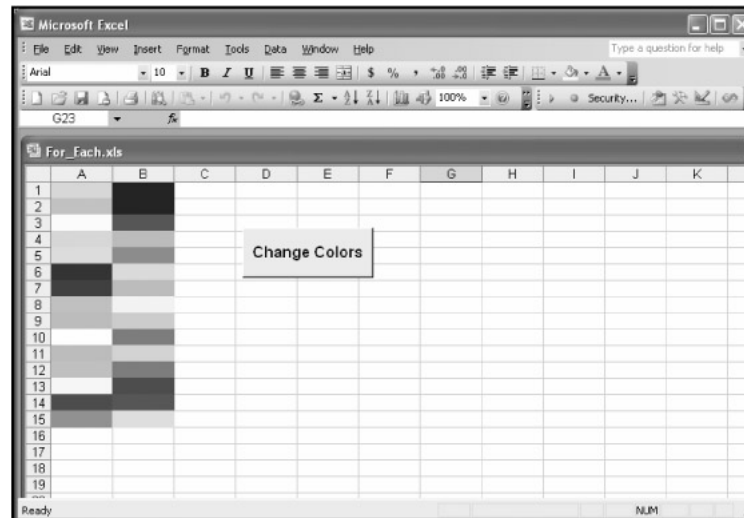 Microsoft Excel
File Edit View Insert Format Tools Data Window Help Type a question for help
Arial 10 B I U $ % ,
Σ 100% Security...
G23 fx
For_Each.xls
A B C D E F G H I J K
1
2
3
4
5
Change Colors
6
7
8
9
10
11
12
13
14
15
16
17
18
19
Ready NUM